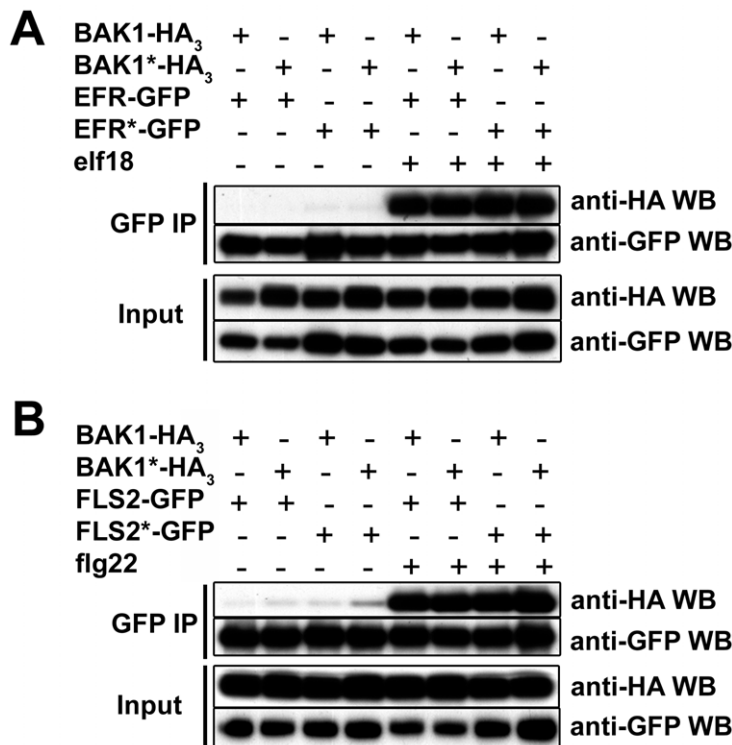 A
BAK1-HA3 + - + - + - + -
BAK1*-HA3 - + - + - + - +
EFR-GFP + + - - + + - -
EFR*-GFP - - + + - - + +
elf18 - - - - + + + +
GFP IP
anti-HA WB
anti-GFP WB
Input
anti-HA WB
anti-GFP WB
B
BAK1-HA3 + - + - + - + -
BAK1*-HA3 - + - + - + - +
FLS2-GFP + + - - + + - -
FLS2*-GFP - - + + - - + +
flg22 - - - - + + + +
GFP IP
anti-HA WB
anti-GFP WB
Input
anti-HA WB
anti-GFP WB